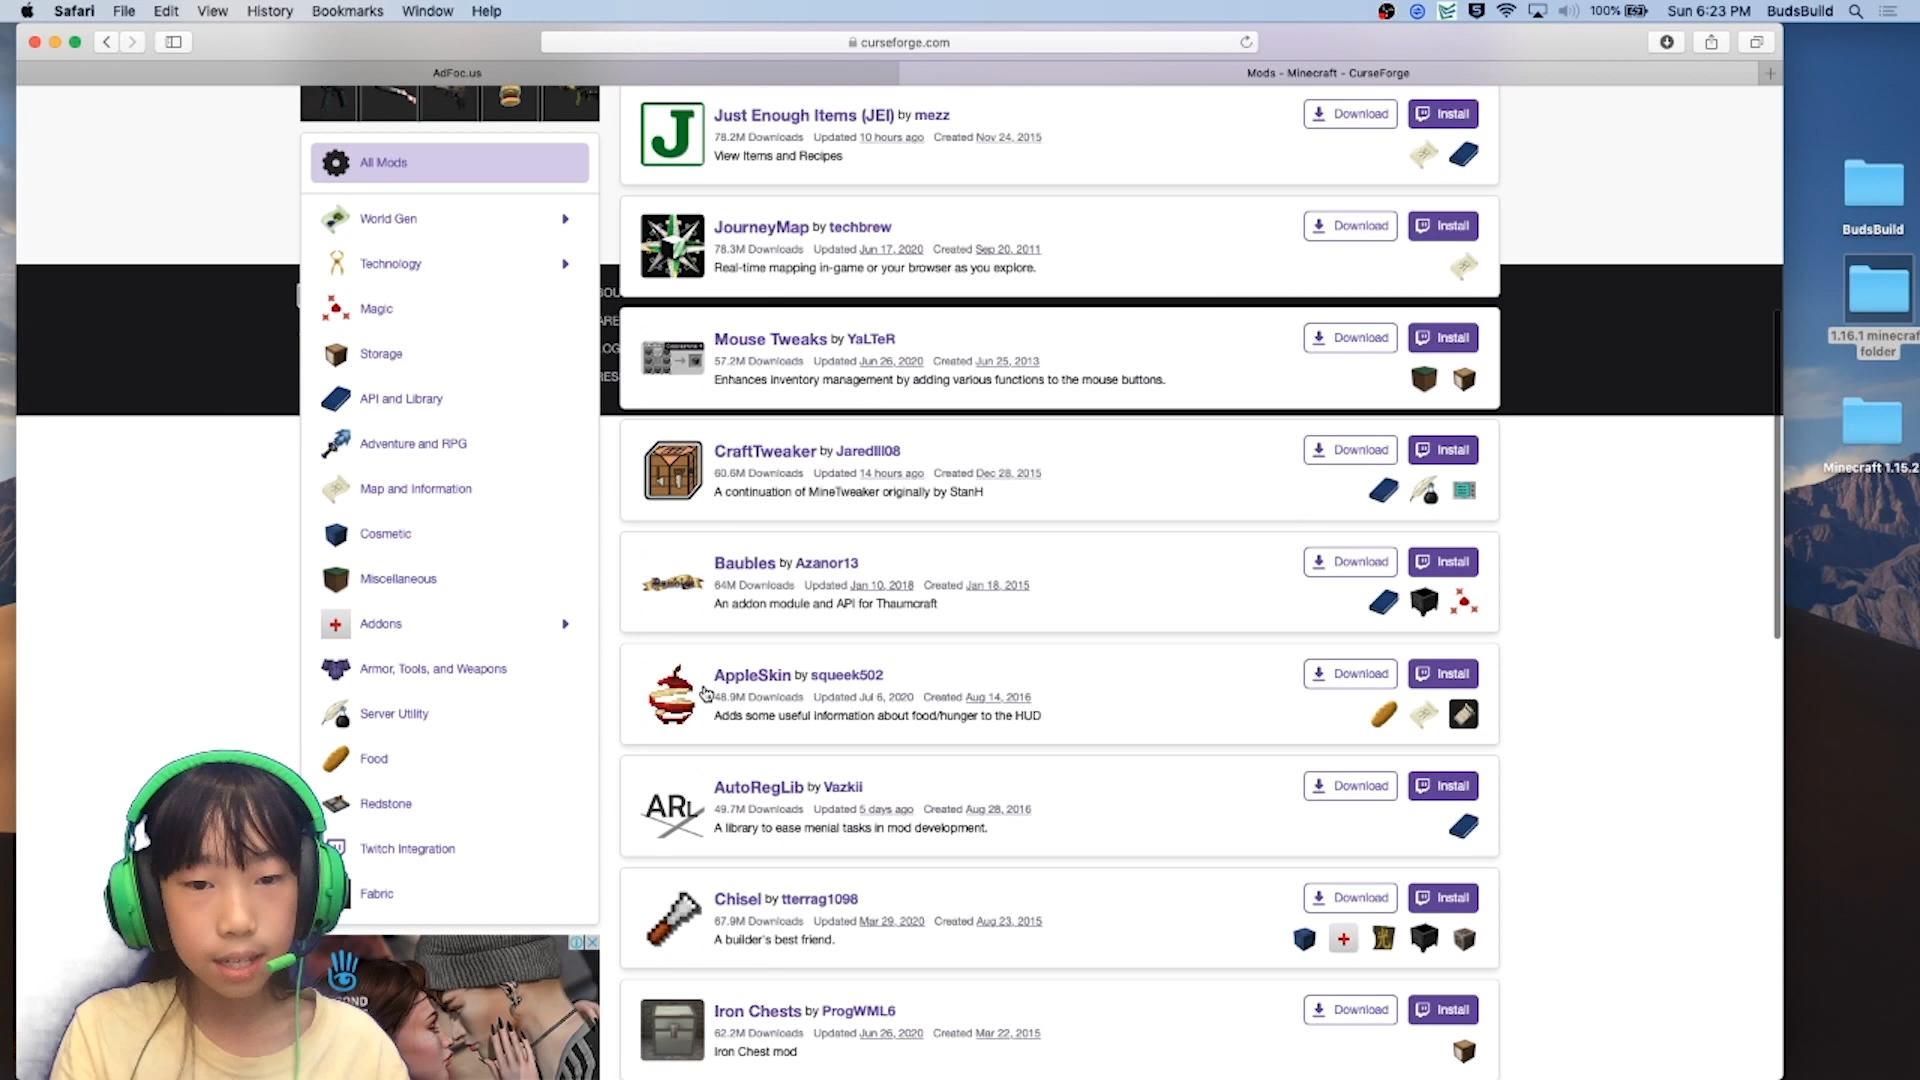 Safari File Edit View History Bookmarks Window Help
100% Sun 6:23 PM BudsBuild
curseforge.com
AdFoc.us
Mods - Minecraft - CurseForge
All Mods
World Gen
Technology
Magic
Storage
API and Library
Adventure and RPG
Map and Information
Cosmetic
Miscellaneous
Addons
Armor, Tools, and Weapons
Server Utility
Food
Redstone
Twitch Integration
Fabric
Just Enough Items (JEI) by mezz
78.2M Downloads Updated 10 hours ago Created Nov 24, 2015
View Items and Recipes
Download Install
JourneyMap by techbrew
78.3M Downloads Updated Jun 17, 2020 Created Sep 20, 2011
Real-time mapping in-game or your browser as you explore.
Download Install
Mouse Tweaks by YaLTeR
57.2M Downloads Updated Jun 26, 2020 Created Jun 25, 2013
Enhances inventory management by adding various functions to the mouse buttons.
Download Install
CraftTweaker by Jaredlll08
60.6M Downloads Updated 14 hours ago Created Dec 28, 2015
A continuation of MineTweaker originally by StanH
Download Install
Baubles by Azanor13
64M Downloads Updated Jan 10, 2018 Created Jan 18, 2015
An addon module and API for Thaumcraft
Download Install
AppleSkin by squeek502
48.9M Downloads Updated Jul 6, 2020 Created Aug 14, 2016
Adds some useful information about food/hunger to the HUD
Download Install
ARL
AutoRegLib by Vazkii
49.7M Downloads Updated 5 days ago Created Aug 28, 2016
A library to ease menial tasks in mod development.
Download Install
Chisel by tterrag1098
67.9M Downloads Updated Mar 29, 2020 Created Aug 23, 2015
A builder's best friend.
Download Install
Iron Chests by ProgWML6
62.2M Downloads Updated Jun 26, 2020 Created Mar 22, 2015
Iron Chest mod
Download Install
BudsBuild
1.16.1 minecraf
folder
Minecraft 1.15.2